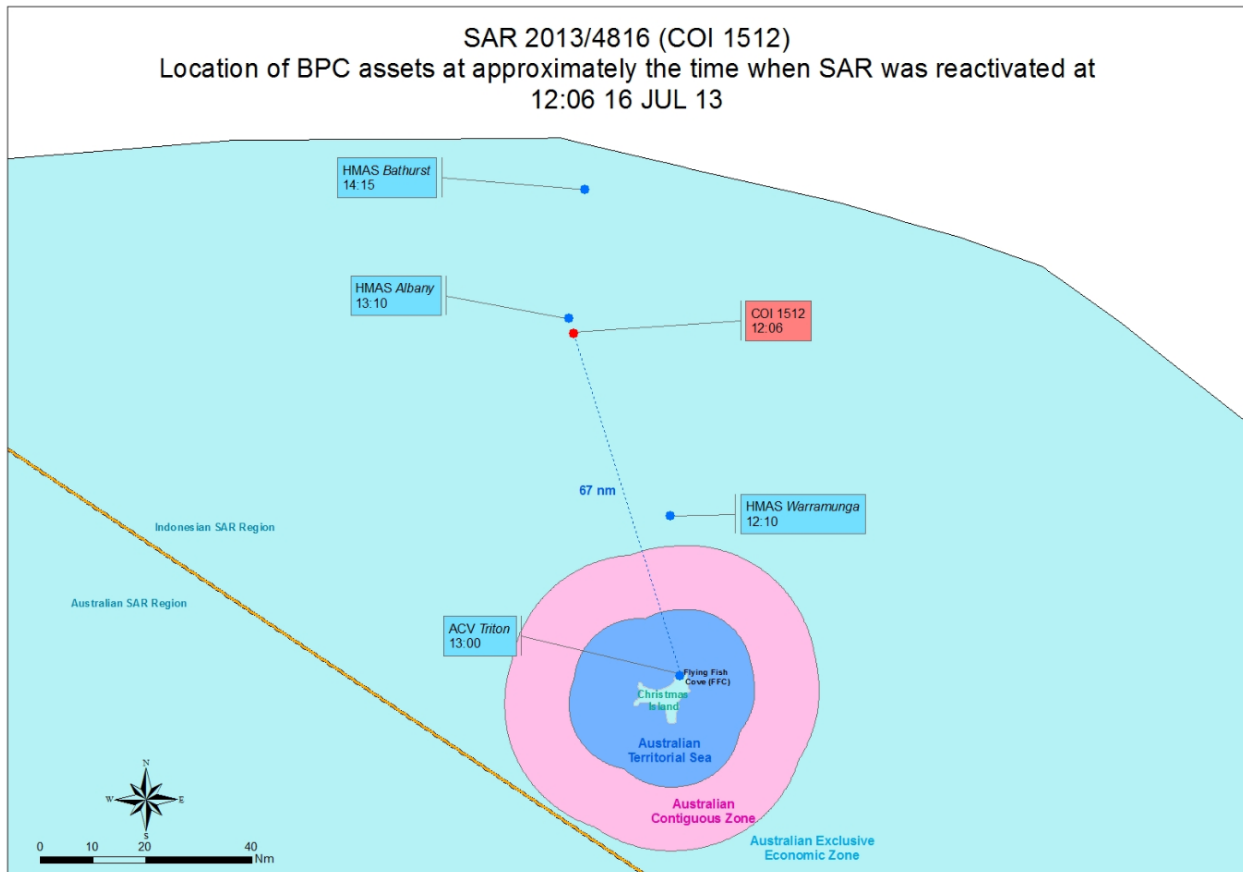 SAR 2013/4816 (COI 1512)
Location of BPC assets at approximately the time when SAR was reactivated at
12:06 16 JUL 13
HMAS Bathurst
14:15
HMAS Albany
13:10
COI 1512
12:06
67 nm
HMAS Warramunga
12:10
Indonesian SAR Region
Australian SAR Region
ACV Triton
13:00
Flying Fish
Cove (FFC)
Christmas
Island
Australian
Territorial Sea
Australian
Contiguous Zone
Australian Exclusive
Economic Zone
N
W E
S
0 10 20 40
Nm